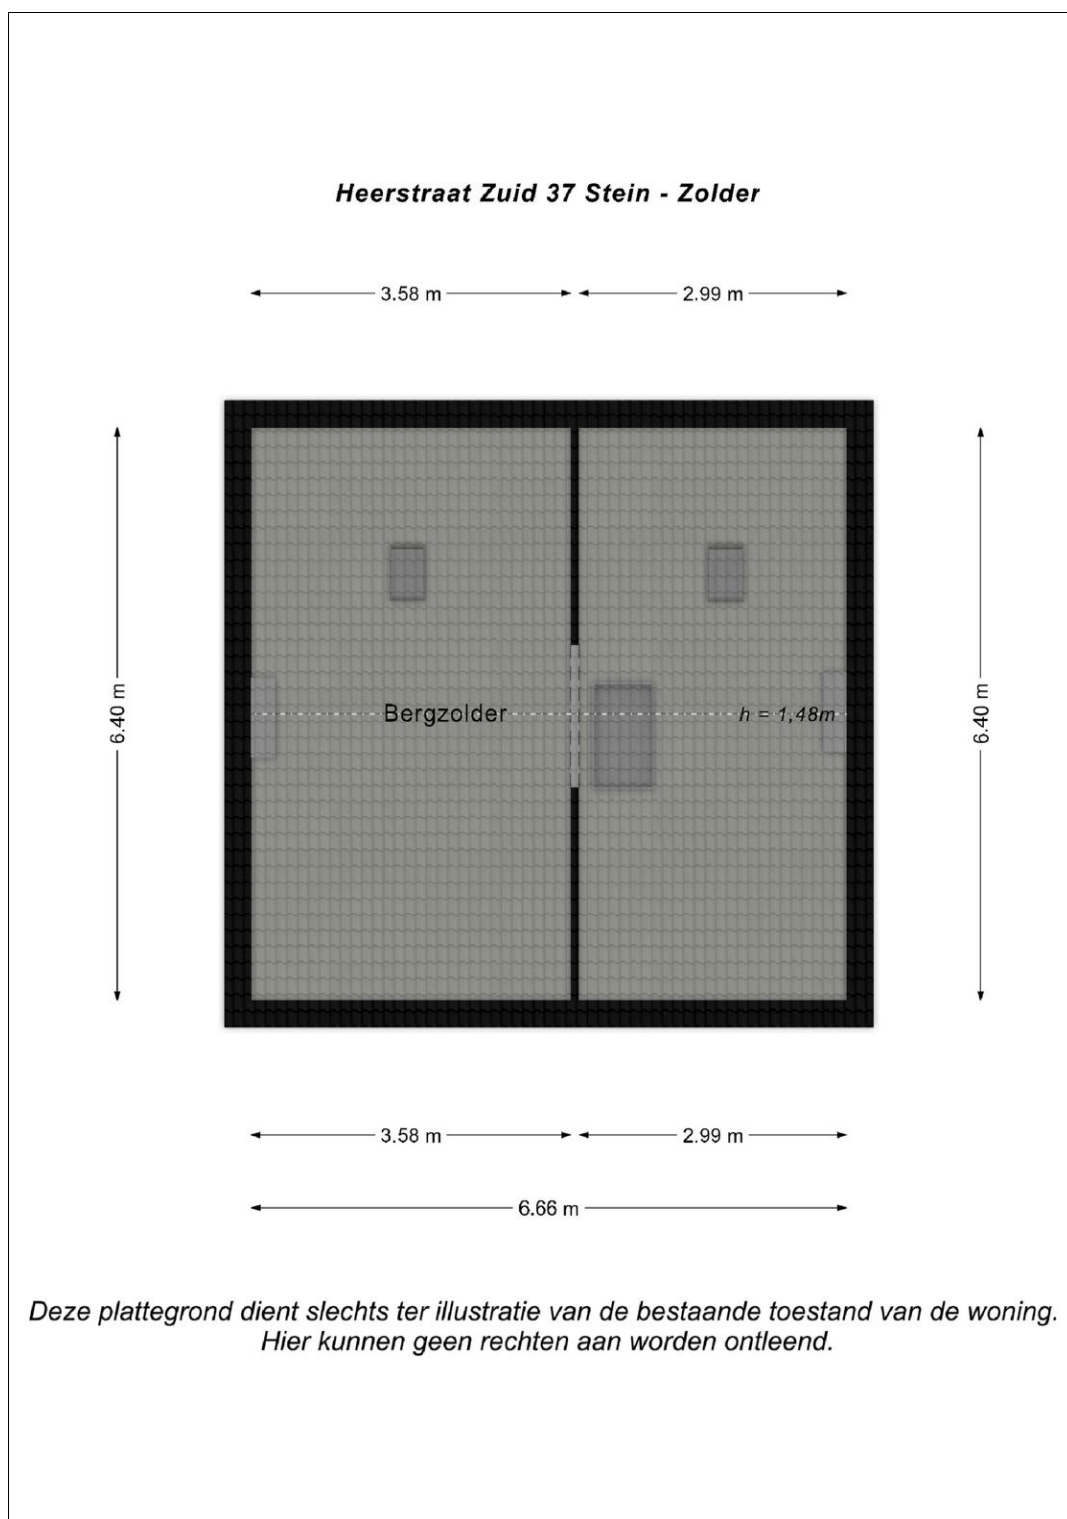 Heerstraat Zuid 37 Stein - Zolder
3.58 m
2.99 m
6.40 m
Bergzolder
h = 1,48m
6.40 m
3.58 m
2.99 m
6.66 m
Deze plattegrond dient slechts ter illustratie van de bestaande toestand van de woning.
Hier kunnen geen rechten aan worden ontleend.